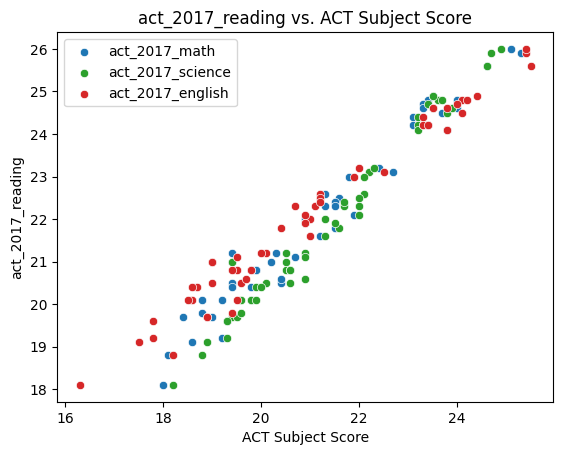 act_2017_reading vs. ACT Subject Score
act_2017_math
act_2017_science
act_2017_english
26
25
24
23
22
21
20
19
18
act_2017_reading
16
18
20
22
24
ACT Subject Score